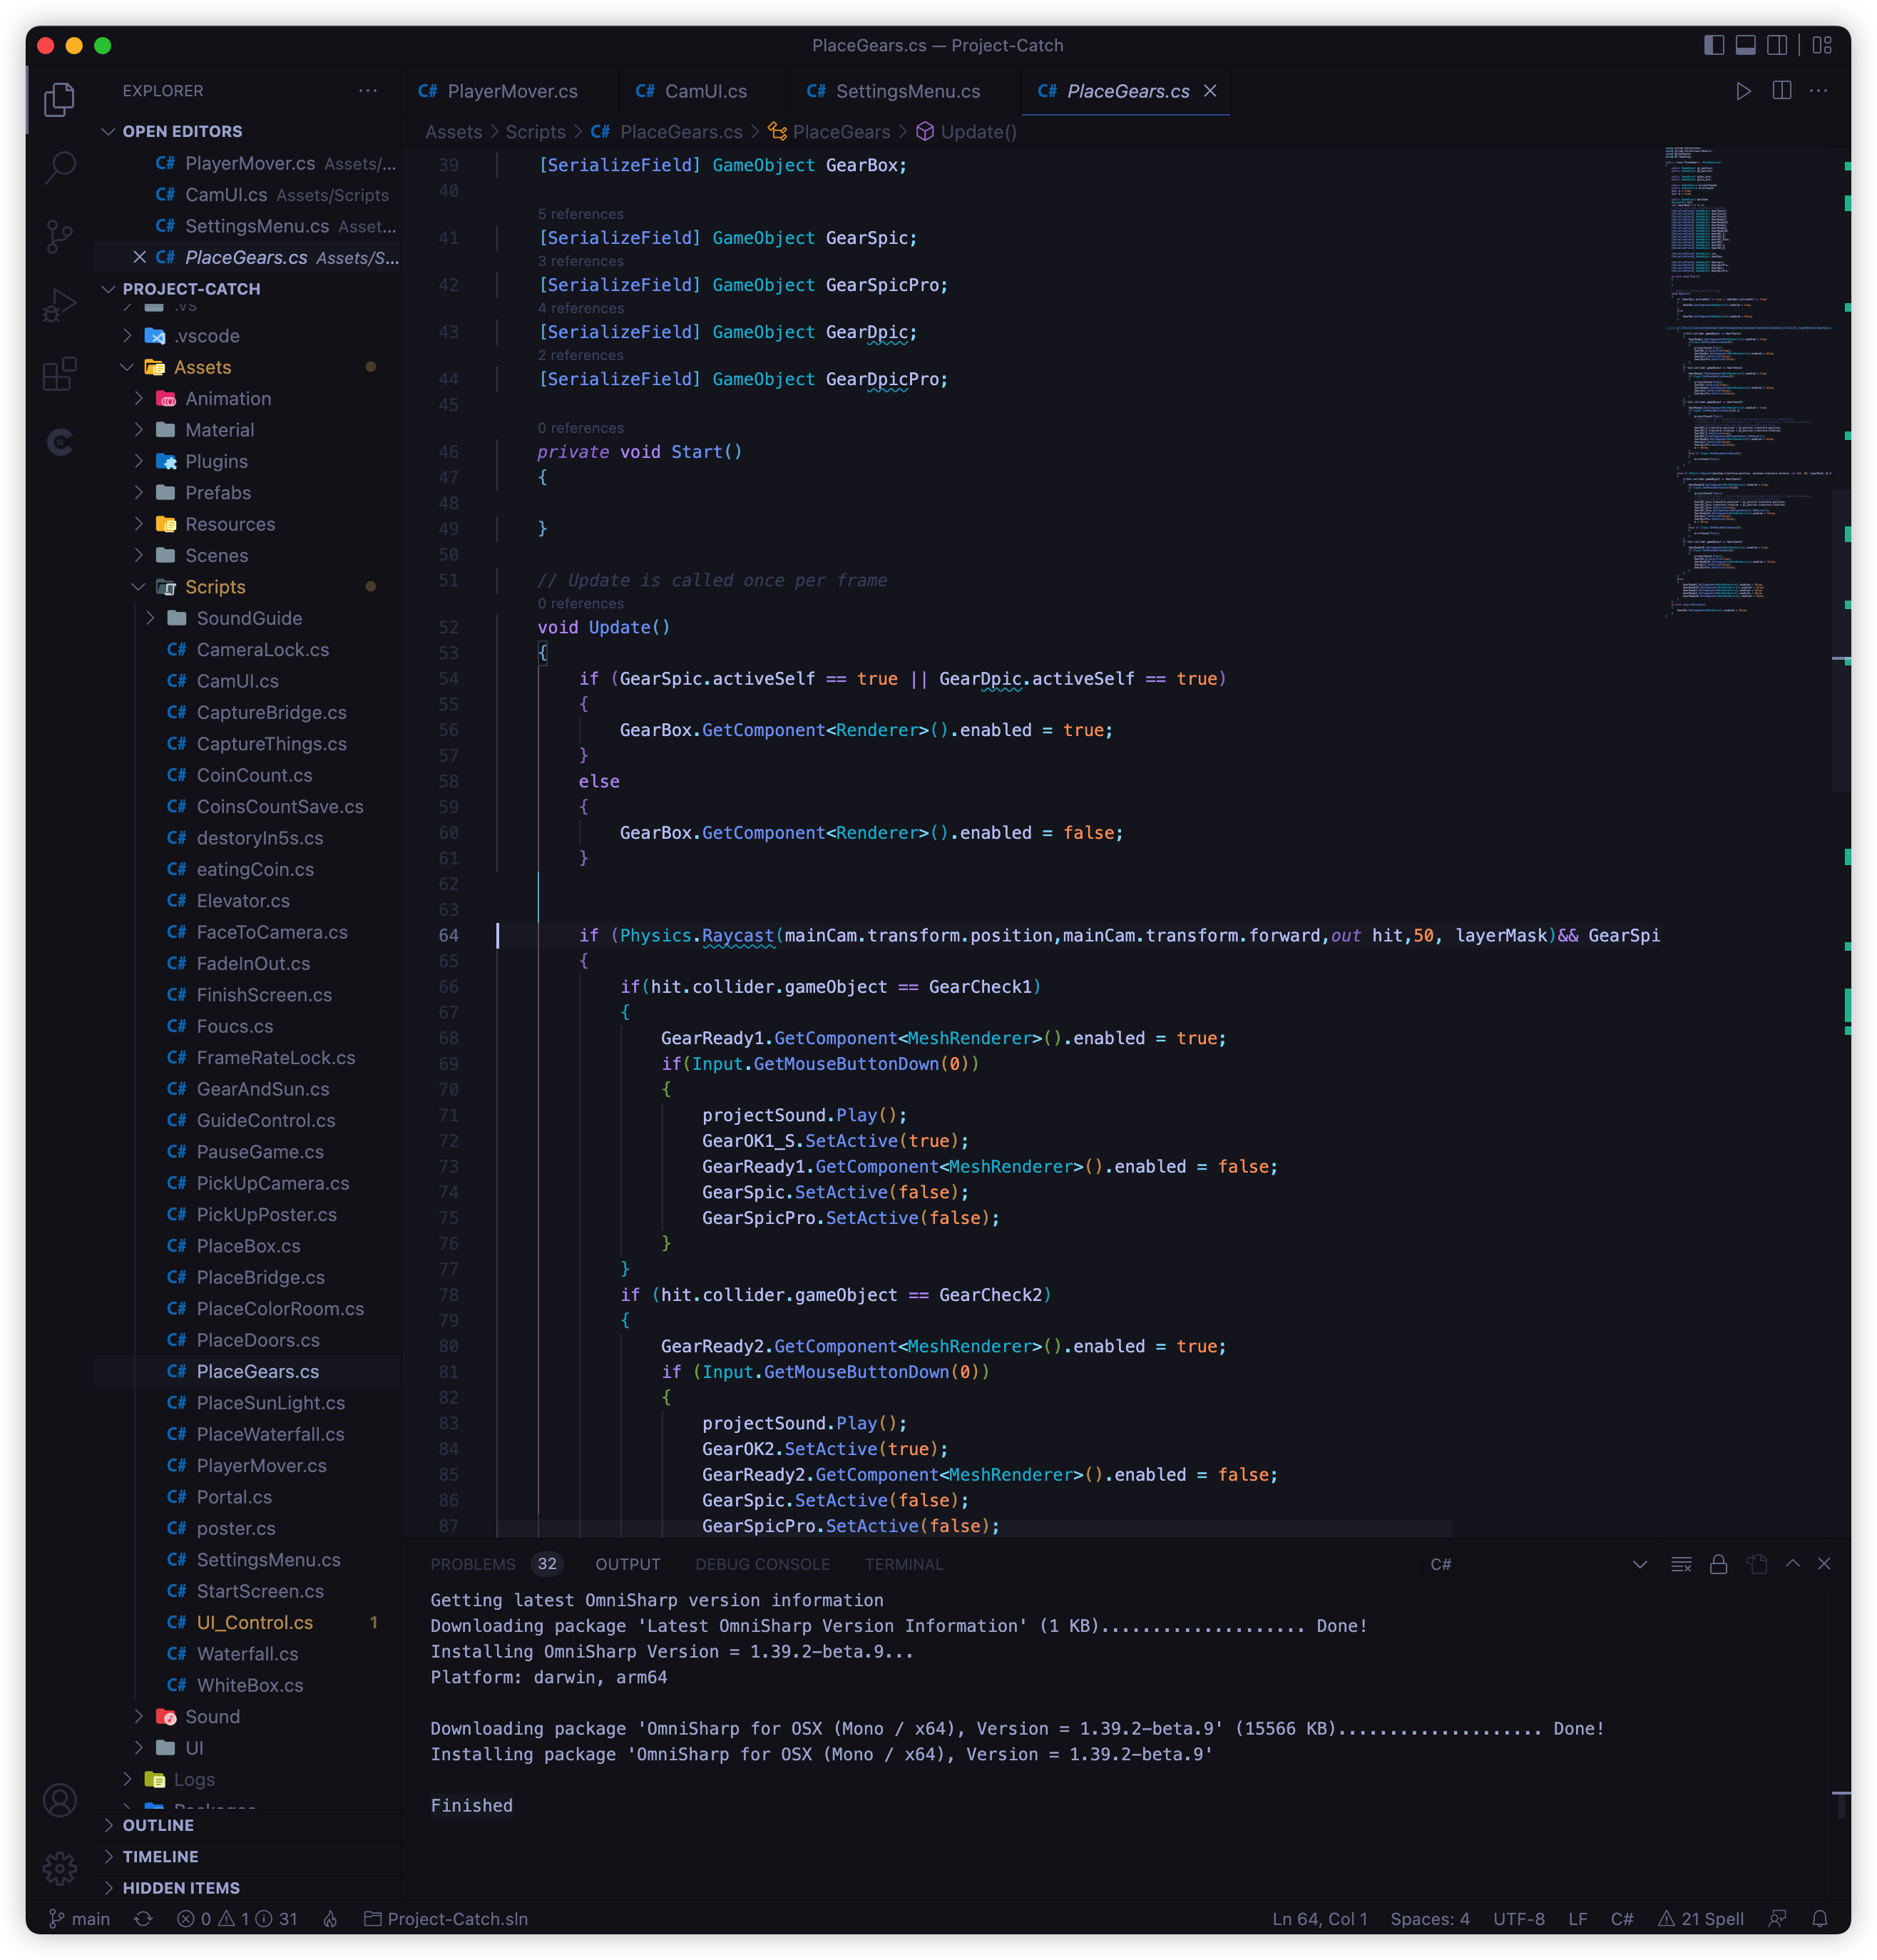 PlaceGears.cs — Project-Catch
EXPLORER
OPEN EDITORS
C# PlayerMover.cs Assets/...
C# CamUI.cs Assets/Scripts
C# SettingsMenu.cs Asset...
C# PlaceGears.cs Assets/S...
PROJECT-CATCH
.vs
.vscode
Assets
Animation
Material
Plugins
Prefabs
Resources
Scenes
Scripts
SoundGuide
C# CameraLock.cs
C# CamUI.cs
C# CaptureBridge.cs
C# CaptureThings.cs
C# CoinCount.cs
C# CoinsCountSave.cs
C# destoryIn5s.cs
C# eatingCoin.cs
C# Elevator.cs
C# FaceToCamera.cs
C# FadeInOut.cs
C# FinishScreen.cs
C# Foucs.cs
C# FrameRateLock.cs
C# GearAndSun.cs
C# GuideControl.cs
C# PauseGame.cs
C# PickUpCamera.cs
C# PickUpPoster.cs
C# PlaceBox.cs
C# PlaceBridge.cs
C# PlaceColorRoom.cs
C# PlaceDoors.cs
C# PlaceGears.cs
C# PlaceSunLight.cs
C# PlaceWaterfall.cs
C# PlayerMover.cs
C# Portal.cs
C# poster.cs
C# SettingsMenu.cs
C# StartScreen.cs
C# UI_Control.cs 1
C# Waterfall.cs
C# WhiteBox.cs
Sound
UI
Logs
Packages
OUTLINE
TIMELINE
HIDDEN ITEMS
C# PlayerMover.cs C# CamUI.cs C# SettingsMenu.cs C# PlaceGears.cs
Assets > Scripts > C# PlaceGears.cs > PlaceGears > Update()
39 [SerializeField] GameObject GearBox;
40
5 references
41 [SerializeField] GameObject GearSpic;
3 references
42 [SerializeField] GameObject GearSpicPro;
4 references
43 [SerializeField] GameObject GearDpic;
2 references
44 [SerializeField] GameObject GearDpicPro;
45
0 references
46 private void Start()
47 {
48
49 }
50
51 // Update is called once per frame
0 references
52 void Update()
53 {
54 if (GearSpic.activeSelf == true || GearDpic.activeSelf == true)
55 {
56 GearBox.GetComponent<Renderer>().enabled = true;
57 }
58 else
59 {
60 GearBox.GetComponent<Renderer>().enabled = false;
61 }
62
63
64 if (Physics.Raycast(mainCam.transform.position,mainCam.transform.forward,out hit,50, layerMask)&& GearSpi
65 {
66 if(hit.collider.gameObject == GearCheck1)
67 {
68 GearReady1.GetComponent<MeshRenderer>().enabled = true;
69 if(Input.GetMouseButtonDown(0))
70 {
71 projectSound.Play();
72 GearOK1_S.SetActive(true);
73 GearReady1.GetComponent<MeshRenderer>().enabled = false;
74 GearSpic.SetActive(false);
75 GearSpicPro.SetActive(false);
76 }
77 }
78 if (hit.collider.gameObject == GearCheck2)
79 {
80 GearReady2.GetComponent<MeshRenderer>().enabled = true;
81 if (Input.GetMouseButtonDown(0))
82 {
83 projectSound.Play();
84 GearOK2.SetActive(true);
85 GearReady2.GetComponent<MeshRenderer>().enabled = false;
86 GearSpic.SetActive(false);
87 GearSpicPro.SetActive(false);
PROBLEMS 32 OUTPUT DEBUG CONSOLE TERMINAL C#
Getting latest OmniSharp version information
Downloading package 'Latest OmniSharp Version Information' (1 KB).................... Done!
Installing OmniSharp Version = 1.39.2-beta.9...
Platform: darwin, arm64
Downloading package 'OmniSharp for OSX (Mono / x64), Version = 1.39.2-beta.9' (15566 KB).................... Done!
Installing package 'OmniSharp for OSX (Mono / x64), Version = 1.39.2-beta.9'
Finished
main 0 1 31 Project-Catch.sln Ln 64, Col 1 Spaces: 4 UTF-8 LF C# 21 Spell